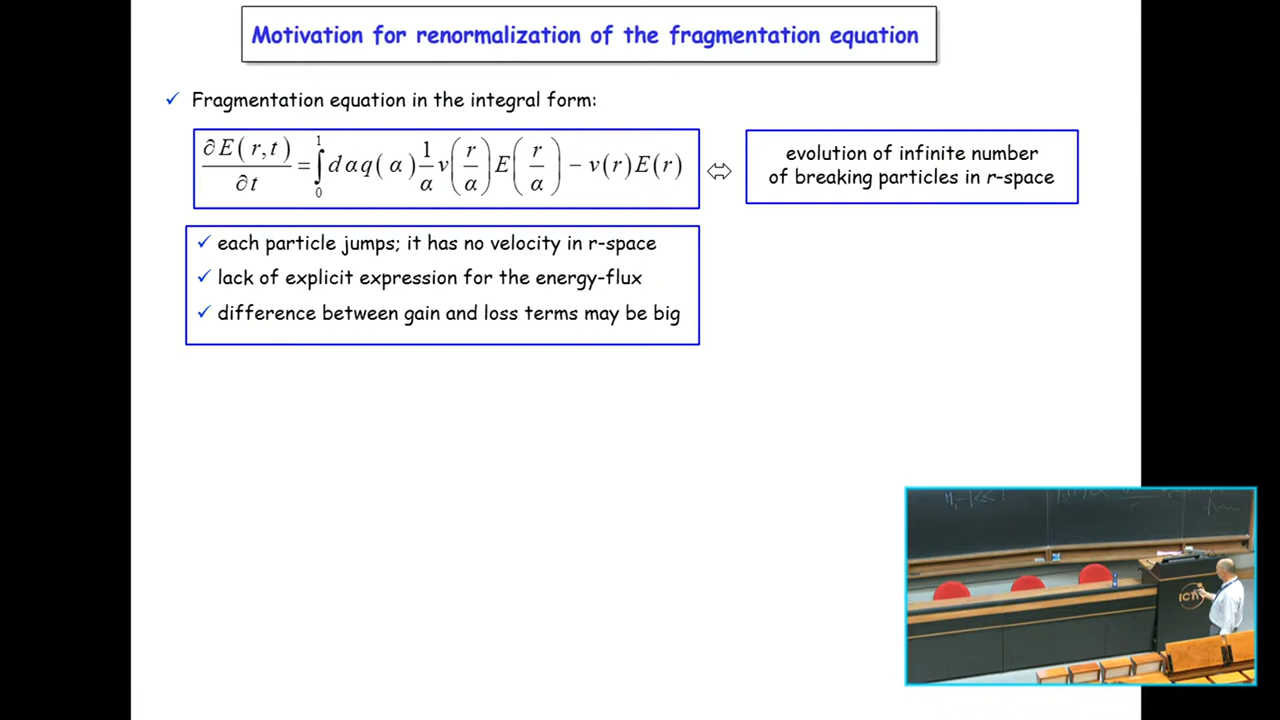 Motivation for renormalization of the fragmentation equation
✓ Fragmentation equation in the integral form:
∂E(r,t)/∂t = ∫₀¹ dαq(α) 1/α v(r/α) E(r/α) − v(r)E(r)
⇔
evolution of infinite number
of breaking particles in r-space
✓ each particle jumps; it has no velocity in r-space
✓ lack of explicit expression for the energy-flux
✓ difference between gain and loss terms may be big